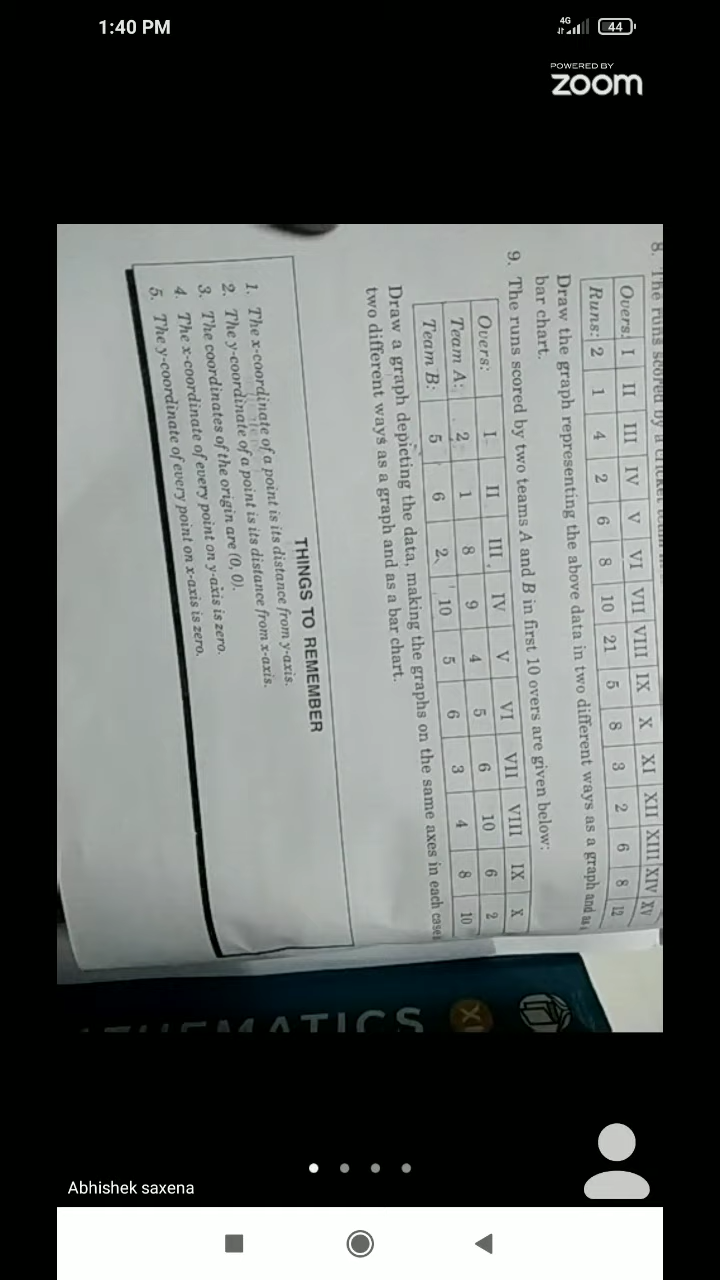 1:40 PM
4G
44
POWERED BY
zoom
8. The runs scored by a cricket team
Overs: I II III IV V VI VII VIII IX X XI XII XIII XIV XV
Runs: 2 1 4 2 6 8 10 21 5 8 3 2 6 8 12
Draw the graph representing the above data in two different ways as a graph and as
bar chart.
9. The runs scored by two teams A and B in first 10 overs are given below:
Overs: I II III IV V VI VII VIII IX X
Team A: 2 1 8 9 4 5 6 10 6 2
Team B: 5 6 2 10 5 6 3 4 8 10
Draw a graph depicting the data, making the graphs on the same axes in each case
two different ways as a graph and as a bar chart.
THINGS TO REMEMBER
1. The x-coordinate of a point is its distance from y-axis.
2. The y-coordinate of a point is its distance from x-axis.
3. The coordinates of the origin are (0, 0).
4. The x-coordinate of every point on y-axis is zero.
5. The y-coordinate of every point on x-axis is zero.
MATHEMATICS
XI
Abhishek saxena